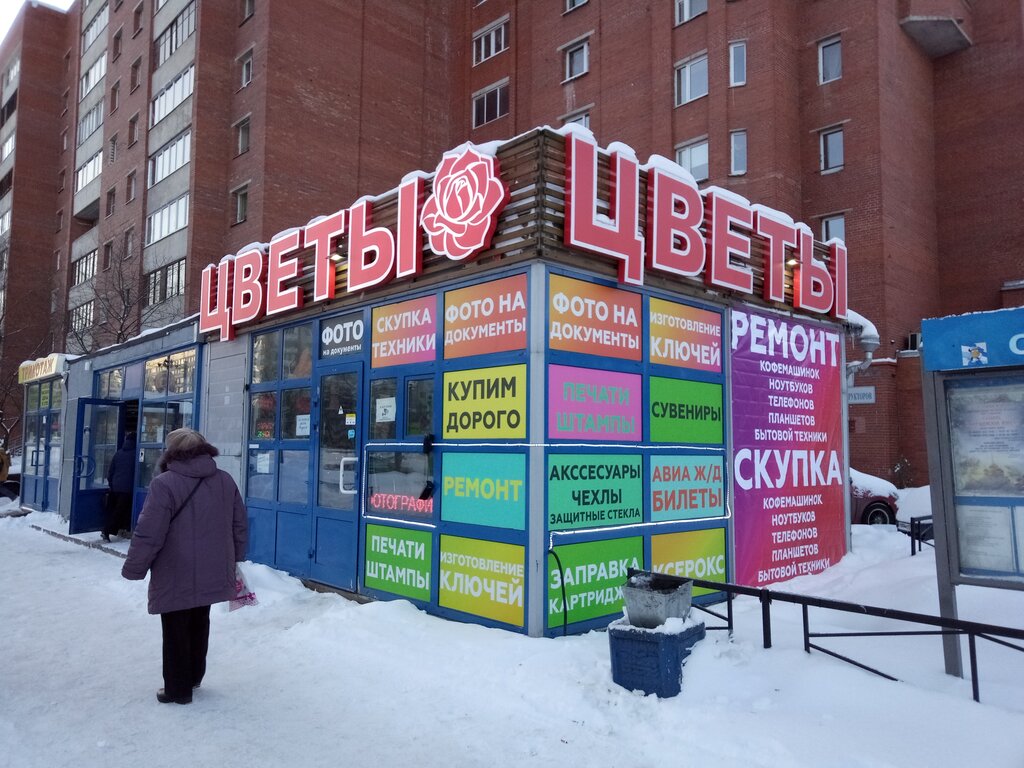 ЦВЕТЫ
ЦВЕТЫ
ФОТО
на документы
СКУПКА
ТЕХНИКИ
ФОТО НА
ДОКУМЕНТЫ
КУПИМ
ДОРОГО
РЕМОНТ
ПЕЧАТИ
ШТАМПЫ
ИЗГОТОВЛЕНИЕ
КЛЮЧЕЙ
ФОТОГРАФИ
ФОТО НА
ДОКУМЕНТЫ
ИЗГОТОВЛЕНИЕ
КЛЮЧЕЙ
ПЕЧАТИ
ШТАМПЫ
СУВЕНИРЫ
АКССЕСУАРЫ
ЧЕХЛЫ
ЗАЩИТНЫЕ СТЕКЛА
АВИА Ж/Д
БИЛЕТЫ
ЗАПРАВКА
КАРТРИДЖ
КСЕРОКС
РЕМОНТ
КОФЕМАШИНОК
НОУТБУКОВ
ТЕЛЕФОНОВ
ПЛАНШЕТОВ
БЫТОВОЙ ТЕХНИКИ
СКУПКА
КОФЕМАШИНОК
НОУТБУКОВ
ТЕЛЕФОНОВ
ПЛАНШЕТОВ
БЫТОВОЙ ТЕХНИКИ